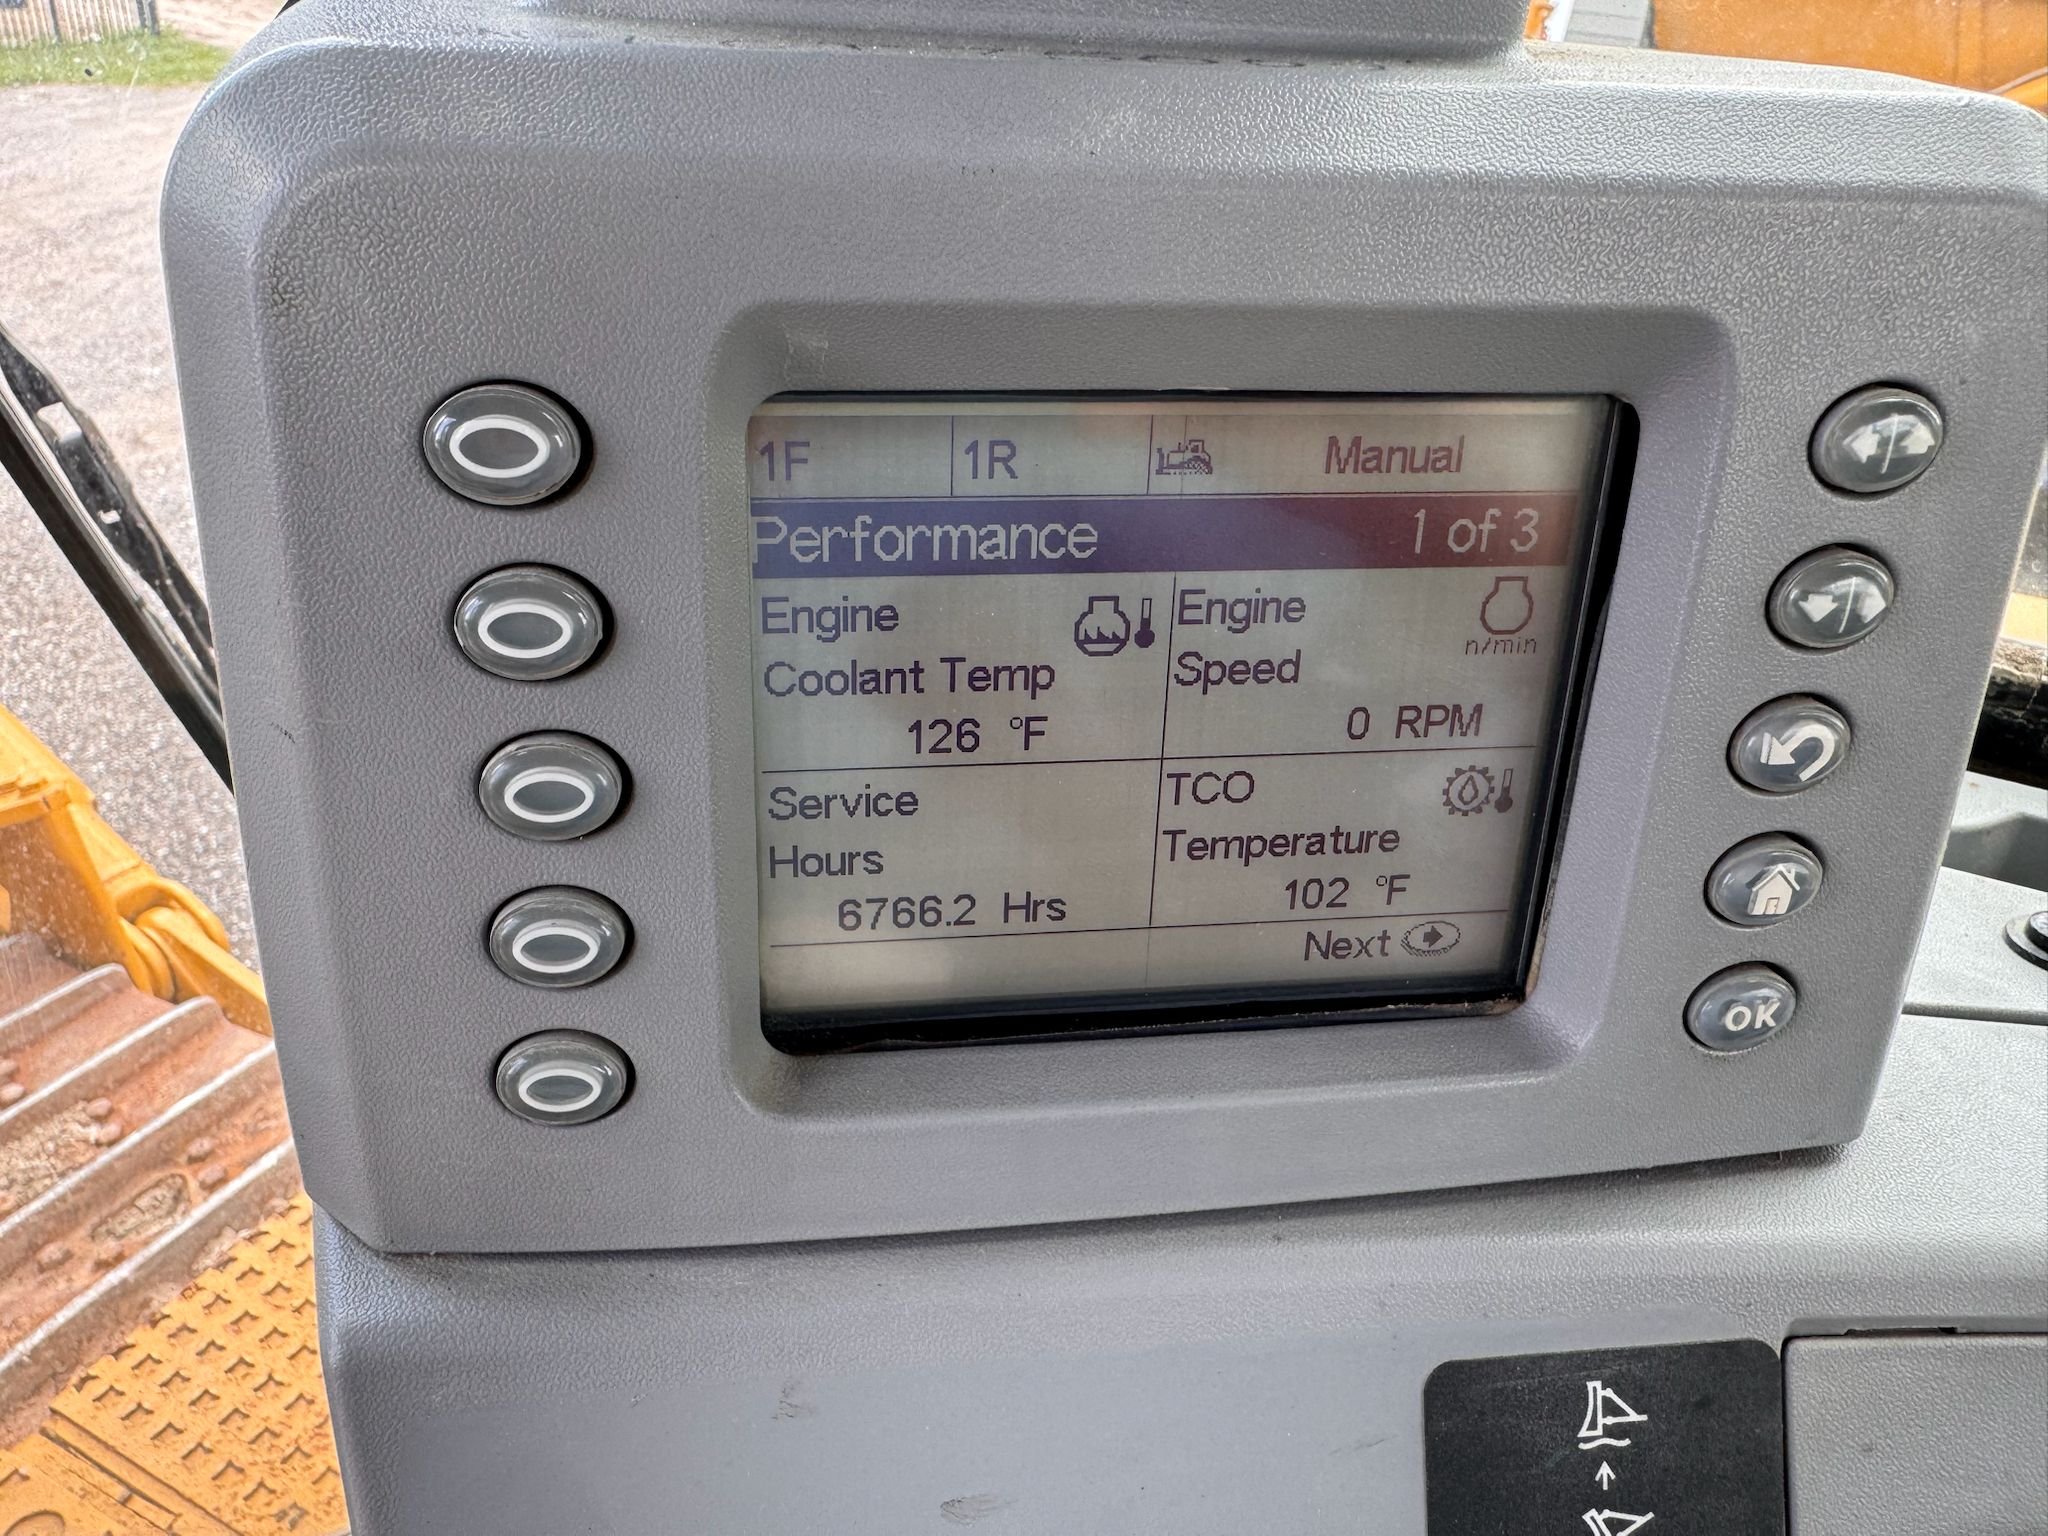 1F 1R Manual
Performance 1 of 3
Engine
Coolant Temp
126 °F
Engine
n/min
Speed
0 RPM
Service
Hours
6766.2 Hrs
TCO
Temperature
102 °F
Next
OK